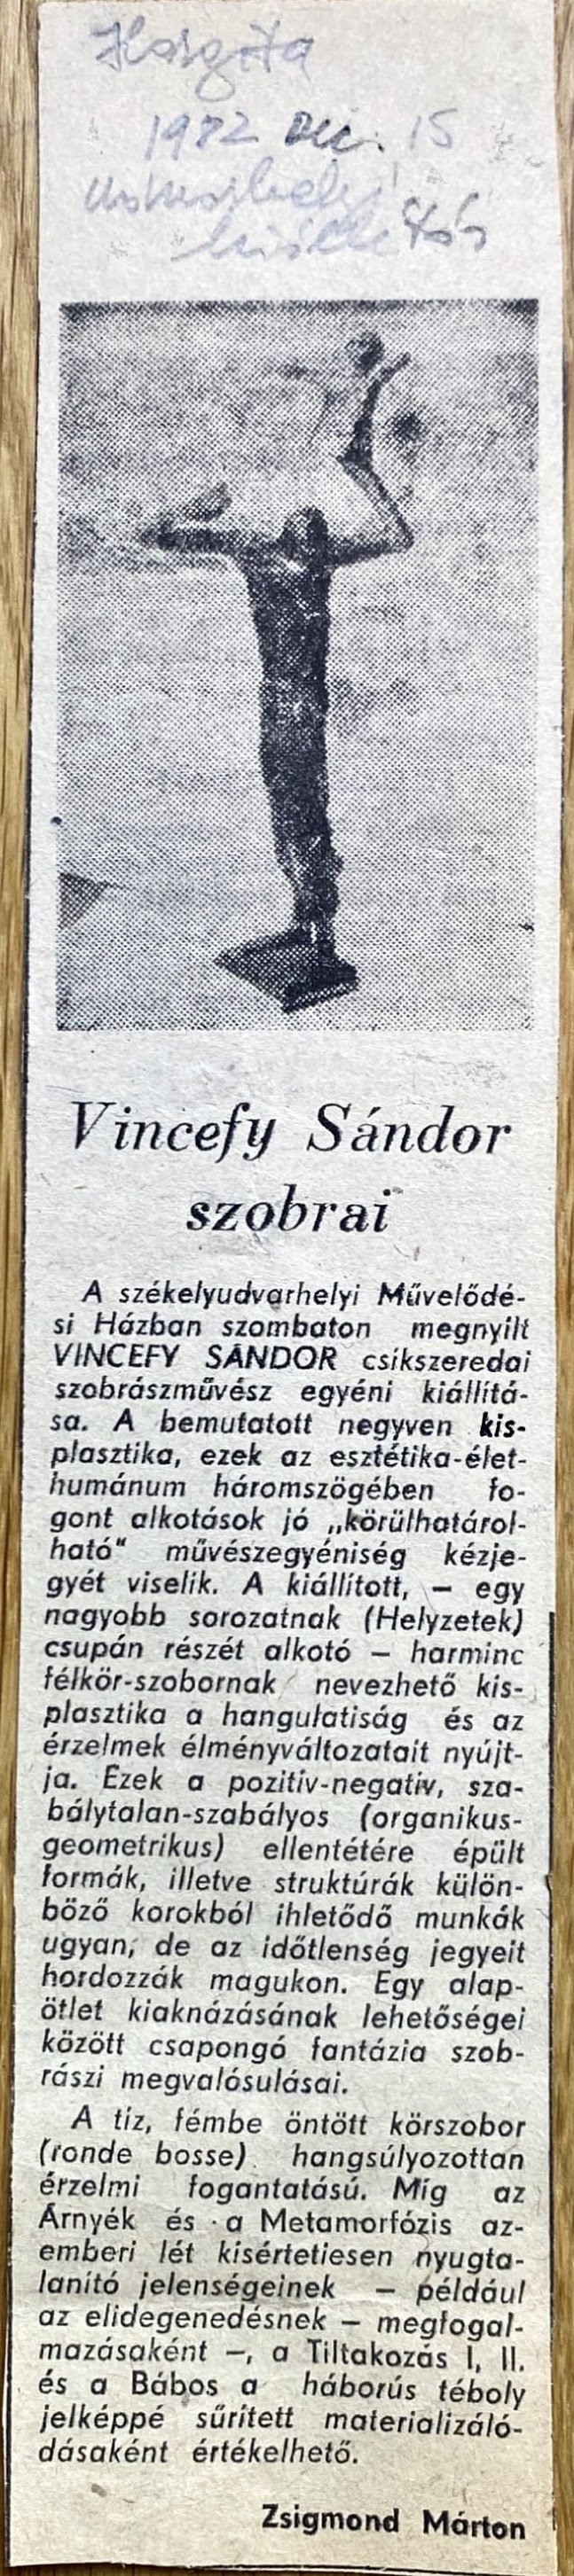 Hargita
1982 Dec. 15
szobrai
Vincefy Sándor
szobrai
A székelyudvarhelyi Művelődé-
si Házban szombaton megnyilt
VINCEFY SÁNDOR csíkszeredai
szobrászművész egyéni kiállítá-
sa. A bemutatott negyven kis-
plasztika, ezek az esztétika-élet-
humánum háromszögében fo-
gont alkotások jó „körülhatárol-
ható" művészegyéniség kézje-
gyét viselik. A kiállított, — egy
nagyobb sorozatnak (Helyzetek)
csupán részét alkotó — harminc
félkör-szobornak nevezhető kis-
plasztika a hangulatiság és az
érzelmek élményváltozatait nyújt-
ja. Ezek a pozitív-negatív, sza-
bálytalan-szabályos (organikus-
geometrikus) ellentétére épült
formák, illetve struktúrák külön-
böző korokból ihletődő munkák
ugyan, de az időtlenség jegyeit
hordozzák magukon. Egy alap-
ötlet kiaknázásának lehetőségei
között csapongó fantázia szob-
rászi megvalósulásai.
A tíz, fémbe öntött körszobor
(ronde bosse) hangsúlyozottan
érzelmi fogantatású. Míg az
Árnyék és a Metamorfózis az
emberi lét kisértetiesen nyugta-
lanító jelenségeinek — például
az elidegenedésnek — megfogal-
mazásaként —, a Tiltakozás I, II.
és a Bábos a háborús téboly
jelképpé sűrített materializáló-
dásaként értékelhető.
Zsigmond Márton